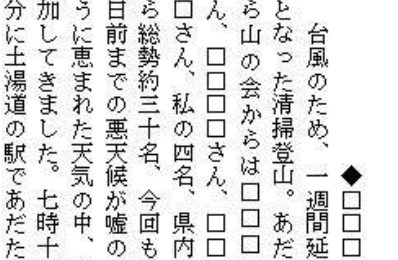 ◆□□□
台風のため、一週間延
となった清掃登山。あだ
ら山の会からは□□□
ん、□□□□さん、□□
□さん、私の四名、県内
ら総勢約三十名、今回も
日前までの悪天候が嘘の
うに恵まれた天気の中、
加してきました。七時十
分に土湯道の駅であだた